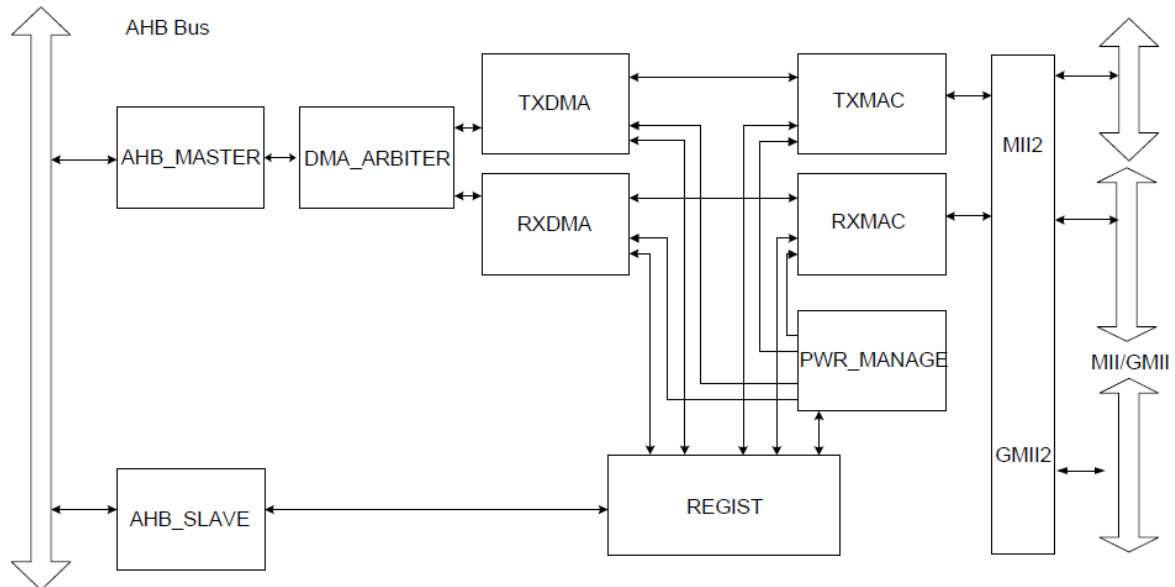 AHB Bus
TXDMA
TXMAC
AHB_MASTER
DMA_ARBITER
MII2
RXDMA
RXMAC
PWR_MANAGE
MII/GMII
GMII2
REGIST
AHB_SLAVE